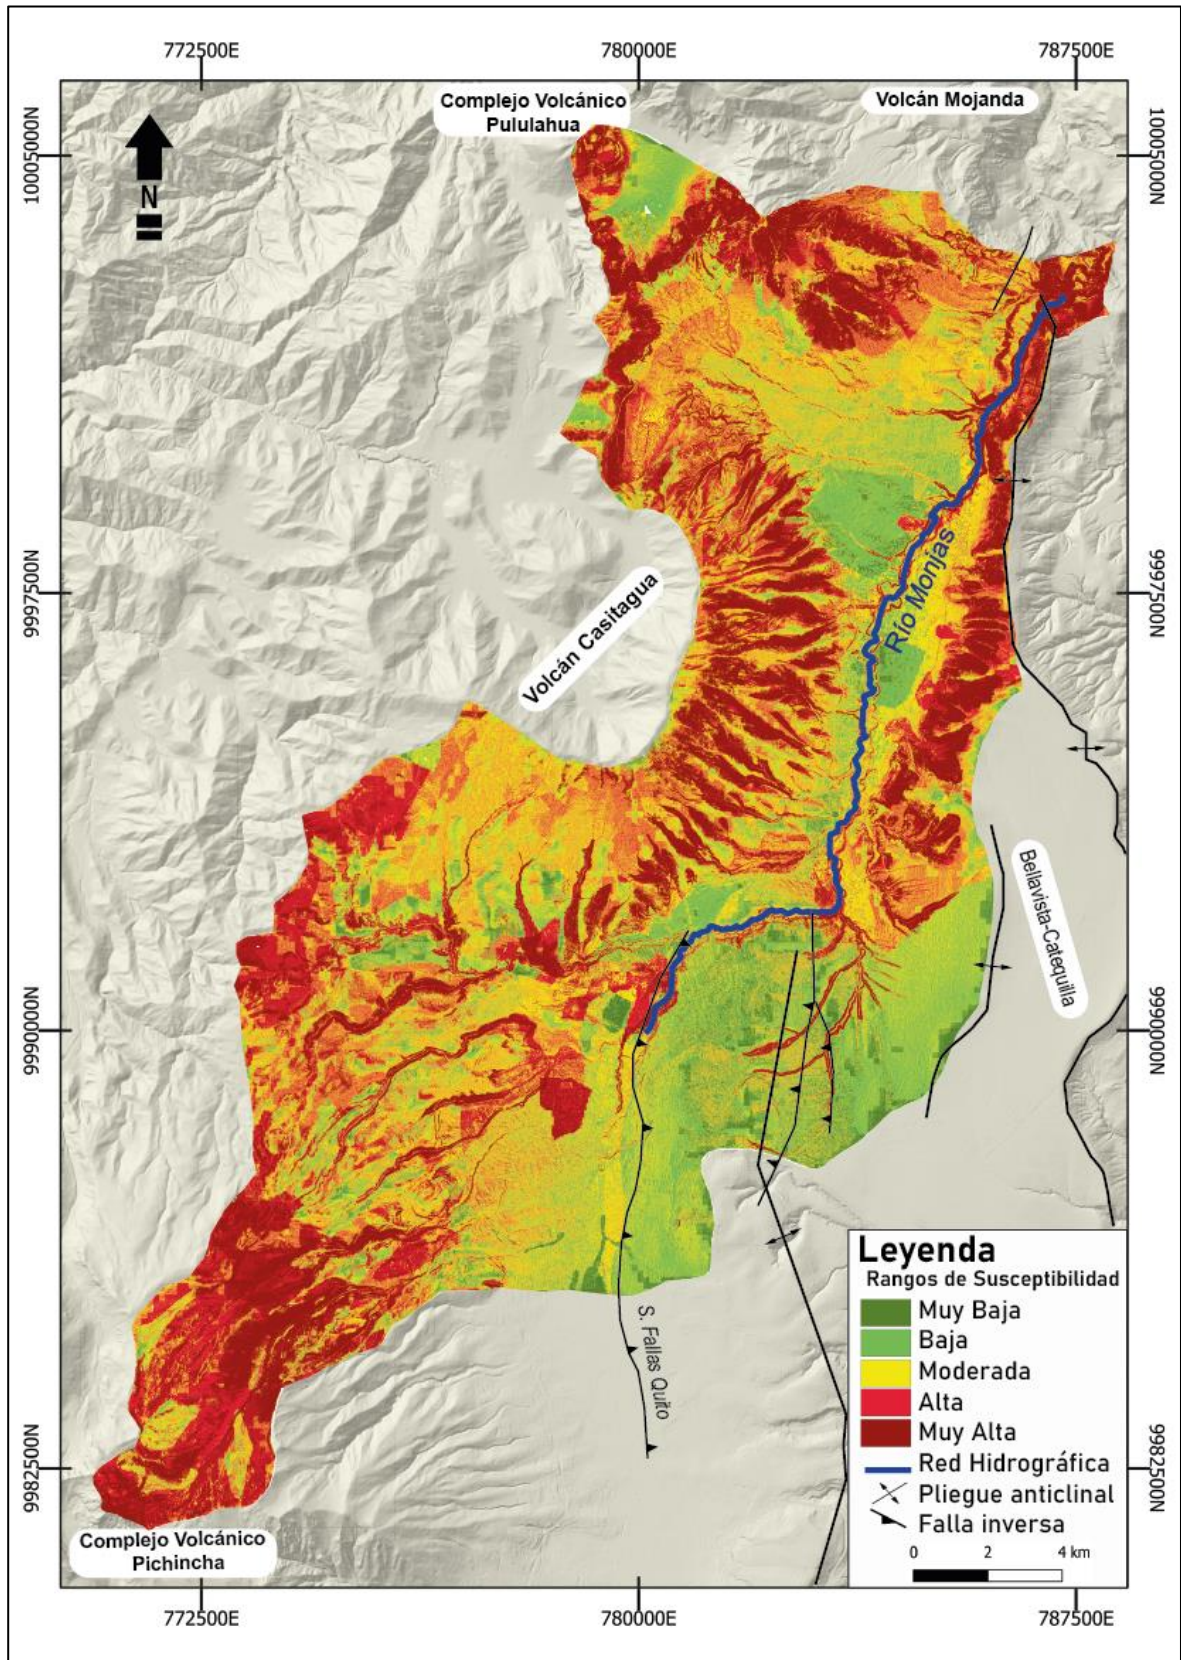 772500E
780000E
787500E
Complejo Volcánico
Pululahua
Volcán Mojanda
10005000N
10005000N
N
9997500N
9997500N
Río Monjas
Volcán Casitagua
Bellavista-Catequilla
9990000N
9990000N
S. Fallas Quito
Leyenda
Rangos de Susceptibilidad
Muy Baja
Baja
Moderada
Alta
Muy Alta
Red Hidrográfica
Pliegue anticlinal
Falla inversa
0 2 4 km
9982500N
9982500N
Complejo Volcánico
Pichincha
772500E
780000E
787500E